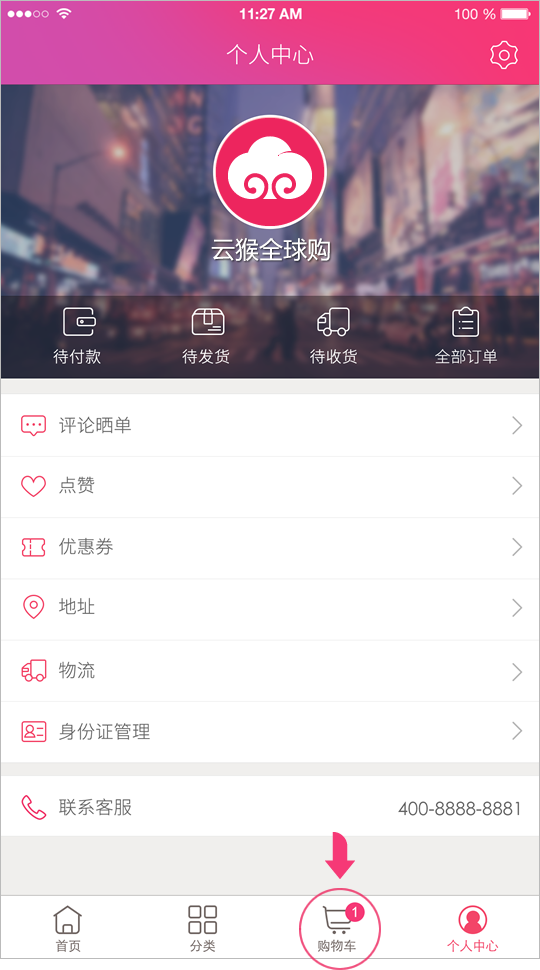 11:27 AM
100 %
个人中心
云猴全球购
待付款
待发货
待收货
全部订单
评论晒单
点赞
优惠券
地址
物流
身份证管理
联系客服
400-8888-8881
1
首页
分类
购物车
个人中心